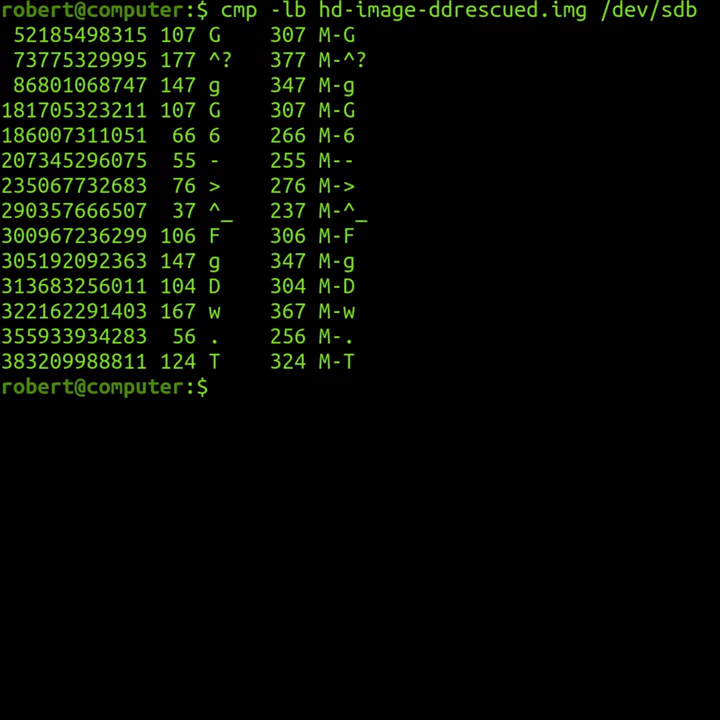 robert@computer:$ cmp -lb hd-image-ddrescued.img /dev/sdb
 52185498315 107 G    307 M-G
 73775329995 177 ^?   377 M-^?
 86801068747 147 g    347 M-g
181705323211 107 G    307 M-G
186007311051  66 6    266 M-6
207345296075  55 -    255 M--
235067732683  76 >    276 M->
290357666507  37 ^_   237 M-^_
300967236299 106 F    306 M-F
305192092363 147 g    347 M-g
313683256011 104 D    304 M-D
322162291403 167 w    367 M-w
355933934283  56 .    256 M-.
383209988811 124 T    324 M-T
robert@computer:$